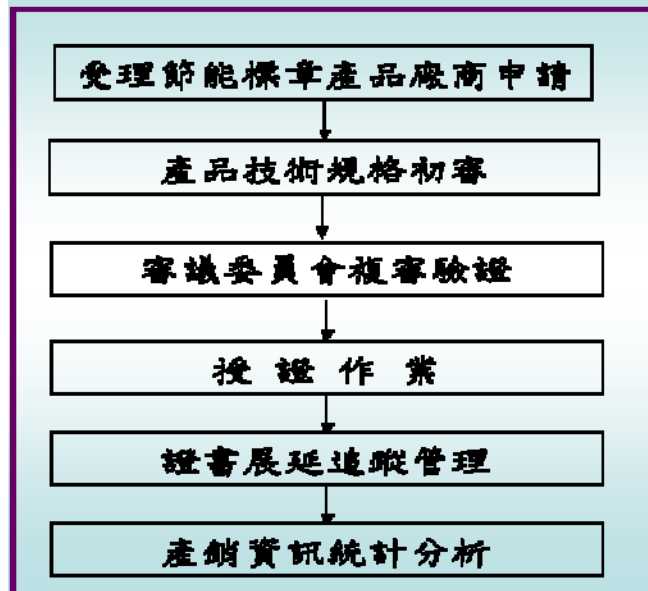 受理節能標章產品廠商申請
產品技術規格初審
審議委員會複審驗證
授證作業
證書展延追蹤管理
產銷資訊統計分析